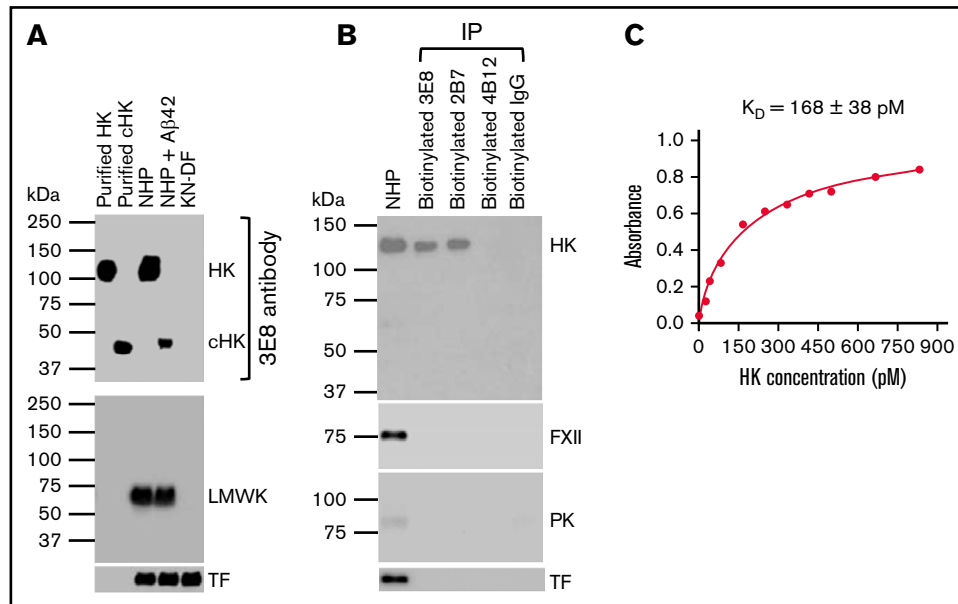 A
Purified HK
Purified cHK
NHP
NHP + Aβ42
KN-DF
kDa
250
150
100
75
50
37
HK
cHK
3E8 antibody
250
150
100
75
50
37
LMWK
TF
B
IP
NHP
Biotinylated 3E8
Biotinylated 2B7
Biotinylated 4B12
Biotinylated IgG
kDa
150
100
75
50
37
HK
75
FXII
100
75
PK
TF
C
K_D = 168 ± 38 pM
1.0
0.8
0.6
0.4
0.2
0.0
Absorbance
0 150 300 450 600 750 900
HK concentration (pM)